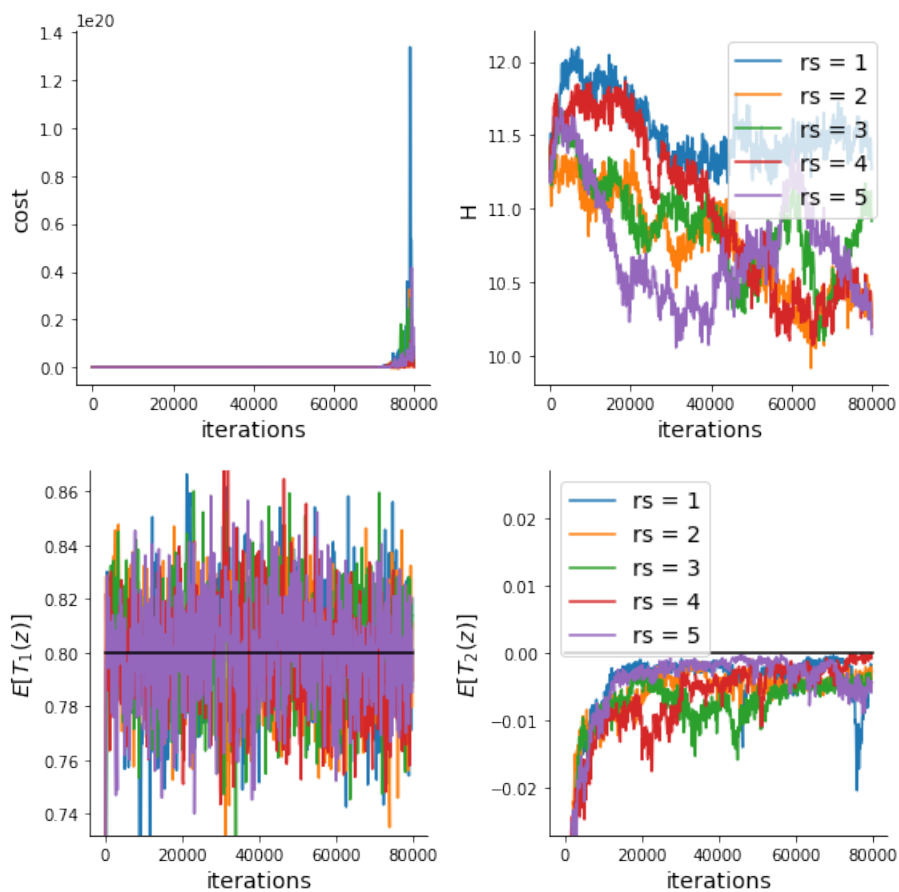 1e20
1.4
1.2
1.0
0.8
0.6
0.4
0.2
0.0
cost
0 20000 40000 60000 80000
iterations
12.0
11.5
11.0
10.5
10.0
H
rs = 1
rs = 2
rs = 3
rs = 4
rs = 5
0 20000 40000 60000 80000
iterations
0.86
0.84
0.82
0.80
0.78
0.76
0.74
E[T₁(z)]
0 20000 40000 60000 80000
iterations
0.02
0.01
0.00
−0.01
−0.02
E[T₂(z)]
rs = 1
rs = 2
rs = 3
rs = 4
rs = 5
0 20000 40000 60000 80000
iterations